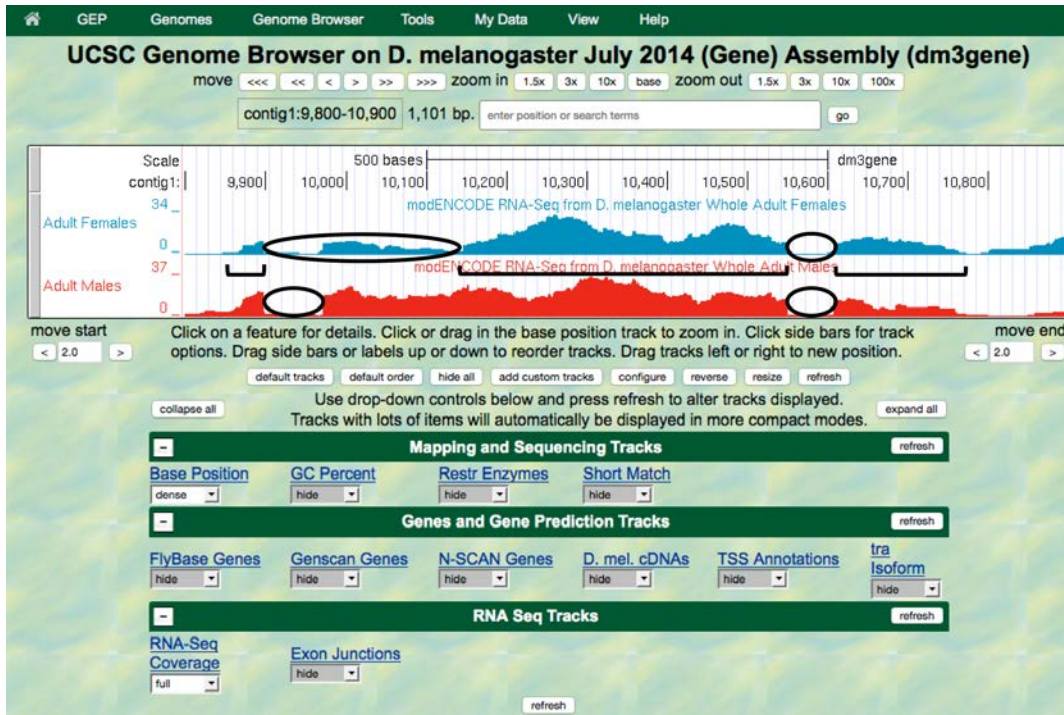 GEP Genomes Genome Browser Tools My Data View Help
UCSC Genome Browser on D. melanogaster July 2014 (Gene) Assembly (dm3gene)
move <<< << < > >> >>> zoom in 1.5x 3x 10x base zoom out 1.5x 3x 10x 100x
contig1:9,800-10,900 1,101 bp. enter position or search terms go
Scale 500 bases dm3gene
contig1: 9,900 10,000 10,100 10,200 10,300 10,400 10,500 10,600 10,700 10,800
34 _ modENCODE RNA-Seq from D. melanogaster Whole Adult Females
Adult Females
0 _
37 _ modENCODE RNA-Seq from D. melanogaster Whole Adult Males
Adult Males
0 _
move start Click on a feature for details. Click or drag in the base position track to zoom in. Click side bars for track move end
< 2.0 > options. Drag side bars or labels up or down to reorder tracks. Drag tracks left or right to new position. < 2.0 >
default tracks default order hide all add custom tracks configure reverse resize refresh
collapse all Use drop-down controls below and press refresh to alter tracks displayed. expand all
Tracks with lots of items will automatically be displayed in more compact modes.
- Mapping and Sequencing Tracks refresh
Base Position GC Percent Restr Enzymes Short Match
dense hide hide hide
- Genes and Gene Prediction Tracks refresh
FlyBase Genes Genscan Genes N-SCAN Genes D. mel. cDNAs TSS Annotations tra Isoform
hide hide hide hide hide hide
- RNA Seq Tracks refresh
RNA-Seq Coverage Exon Junctions
full hide
refresh